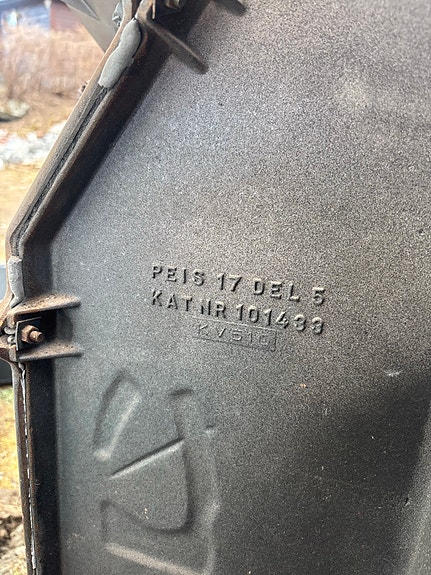 PEIS 17 DEL 5
KAT NR 101433
KV510